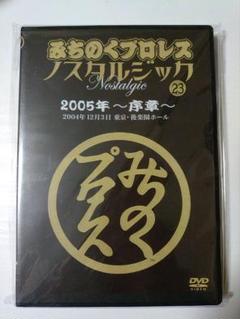 みちのくプロレス
ノスタルジック
Nostalgic
23
2005年 ～序章～
2004年12月3日 東京・後楽園ホール
みちのく
プロレス
DVD
VIDEO